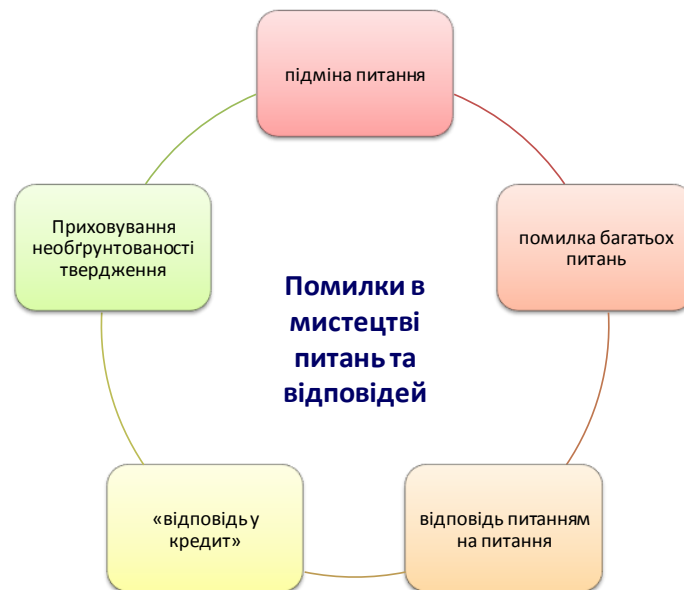 підміна питання
помилка багатьох
питань
відповідь питанням
на питання
«відповідь у
кредит»
Приховування
необґрунтованості
твердження
Помилки в
мистецтві
питань та
відповідей